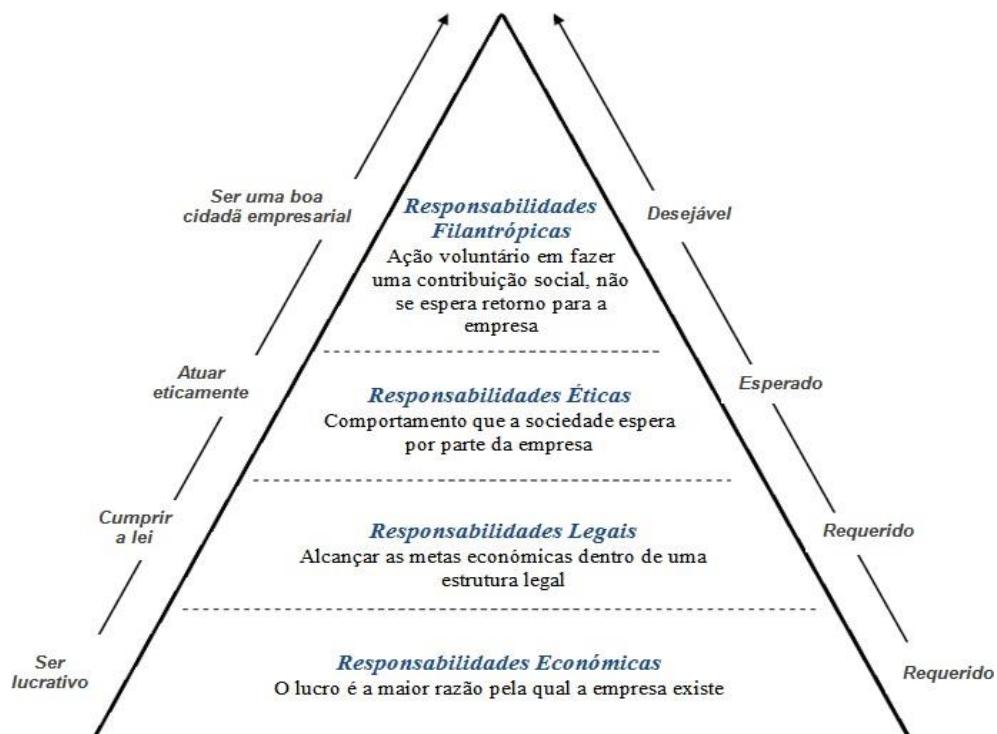 Ser uma boa
cidadã empresarial
Responsabilidades
Filantrópicas
Ação voluntário em fazer
uma contribuição social, não
se espera retorno para a
empresa
Desejável
Atuar
eticamente
Responsabilidades Éticas
Comportamento que a sociedade espera
por parte da empresa
Esperado
Cumprir
a lei
Responsabilidades Legais
Alcançar as metas económicas dentro de uma
estrutura legal
Requerido
Ser
lucrativo
Responsabilidades Económicas
O lucro é a maior razão pela qual a empresa existe
Requerido